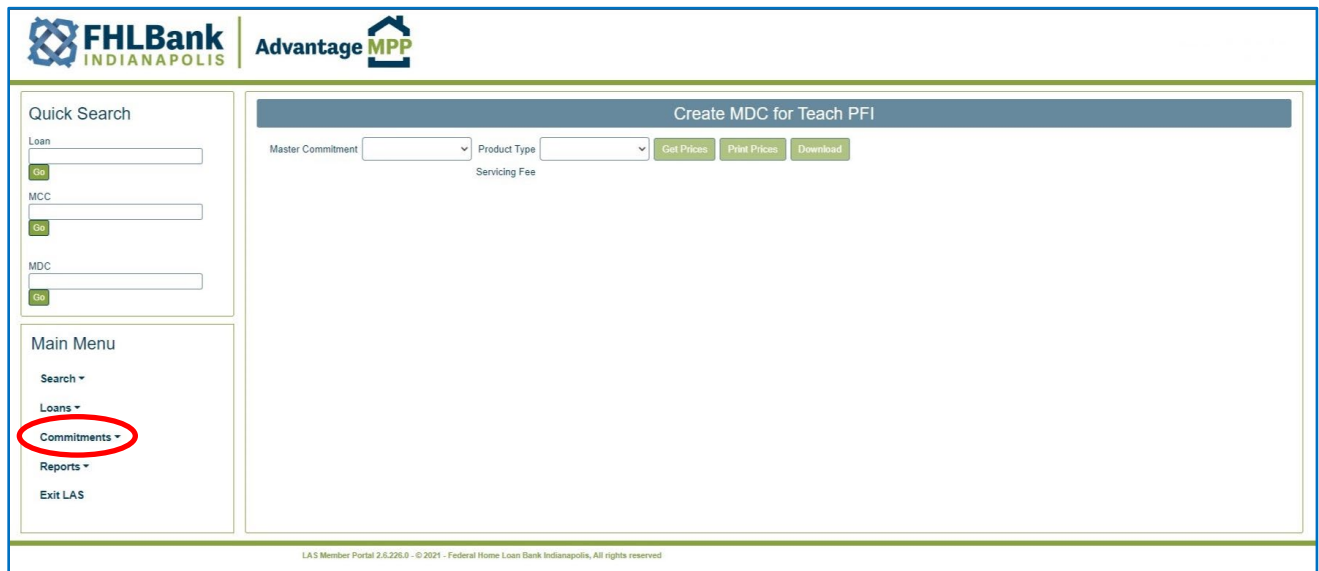 FHLBank
INDIANAPOLIS
Advantage MPP
Quick Search
Loan
Go
MCC
Go
MDC
Go
Main Menu
Search
Loans
Commitments
Reports
Exit LAS
Create MDC for Teach PFI
Master Commitment Product Type Get Prices Print Prices Download
Servicing Fee
LAS Member Portal 2.6.226.0 - © 2021 - Federal Home Loan Bank Indianapolis, All rights reserved